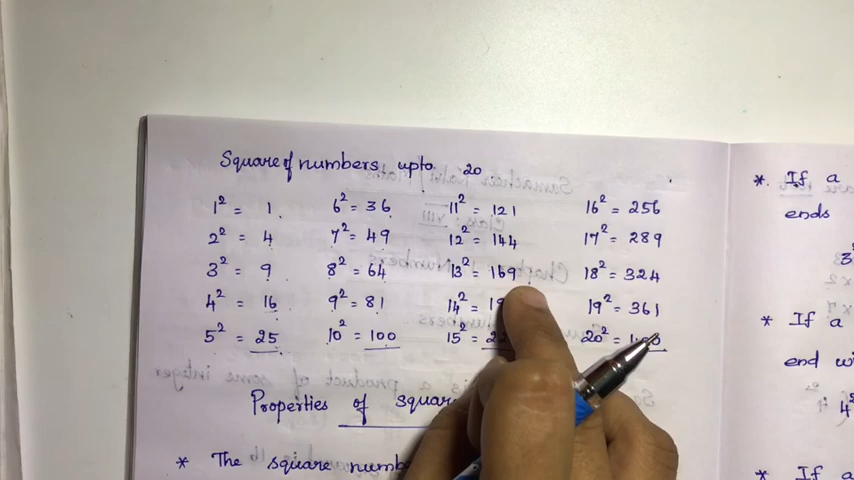 Square of numbers upto 20
1² = 1
2² = 4
3² = 9
4² = 16
5² = 25
6² = 36
7² = 49
8² = 64
9² = 81
10² = 100
11² = 121
12² = 144
13² = 169
14² = 19
15² =
16² = 256
17² = 289
18² = 324
19² = 361
20² =
Properties of square
* The square numb
* If a
ends
* If a
end
* If a